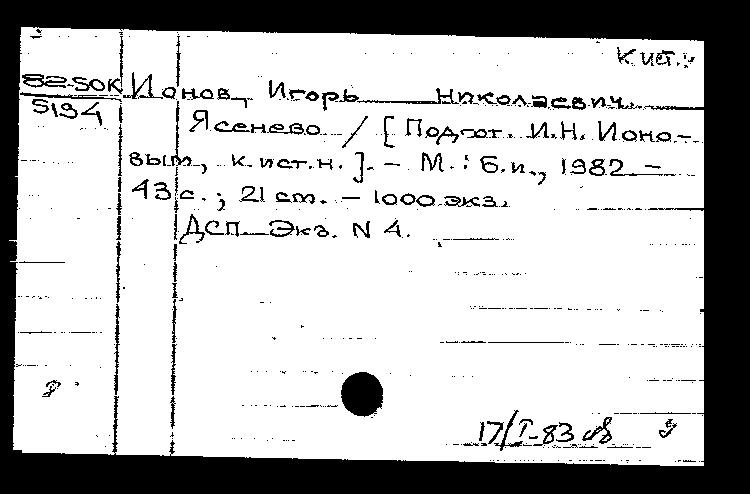 К ист.
82-50К Ионов, Игорь Николаевич.
5134 Ясенево / [Подгот. И.Н. Ионо-
вым, к.ист.н.]. – М.: Б.и., 1982. –
43 с.; 21 см. – 1000 экз.
ДСП. Экз. N 4.
17/I-83